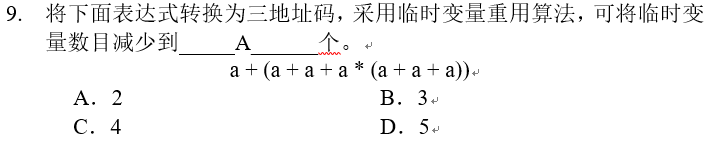 9. 将下面表达式转换为三地址码，采用临时变量重用算法，可将临时变
量数目减少到_____A______个。
a + (a + a + a * (a + a + a))
A．2 B．3
C．4 D．5